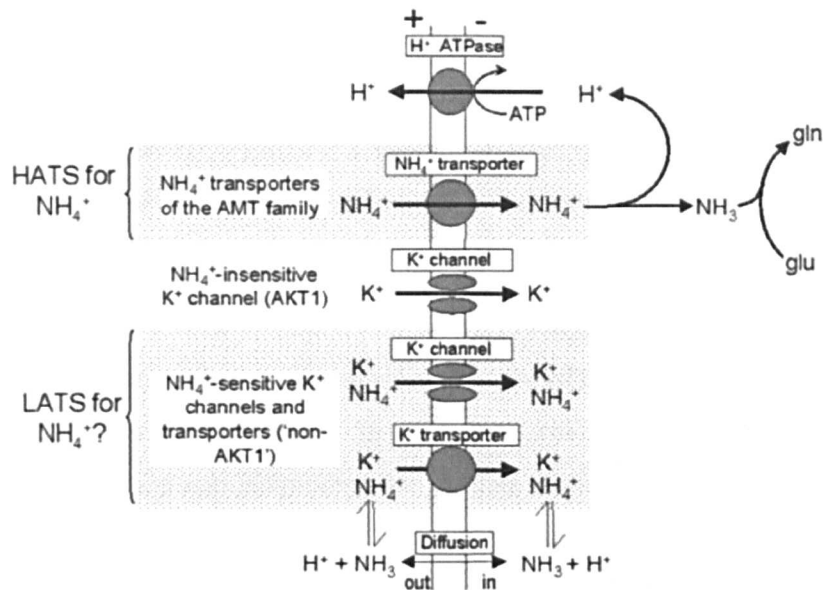 + -
H⁺ ATPase
H⁺
ATP
H⁺
gln
HATS for
NH₄⁺
NH₄⁺ transporters
of the AMT family
NH₄⁺ transporter
NH₄⁺
NH₄⁺
NH₃
glu
NH₄⁺-insensitive
K⁺ channel (AKT1)
K⁺ channel
K⁺
K⁺
LATS for
NH₄⁺?
NH₄⁺-sensitive K⁺
channels and
transporters ('non-
AKT1')
K⁺ channel
K⁺
NH₄⁺
K⁺
NH₄⁺
K⁺ transporter
K⁺
NH₄⁺
K⁺
NH₄⁺
Diffusion
H⁺ + NH₃
NH₃ + H⁺
out in